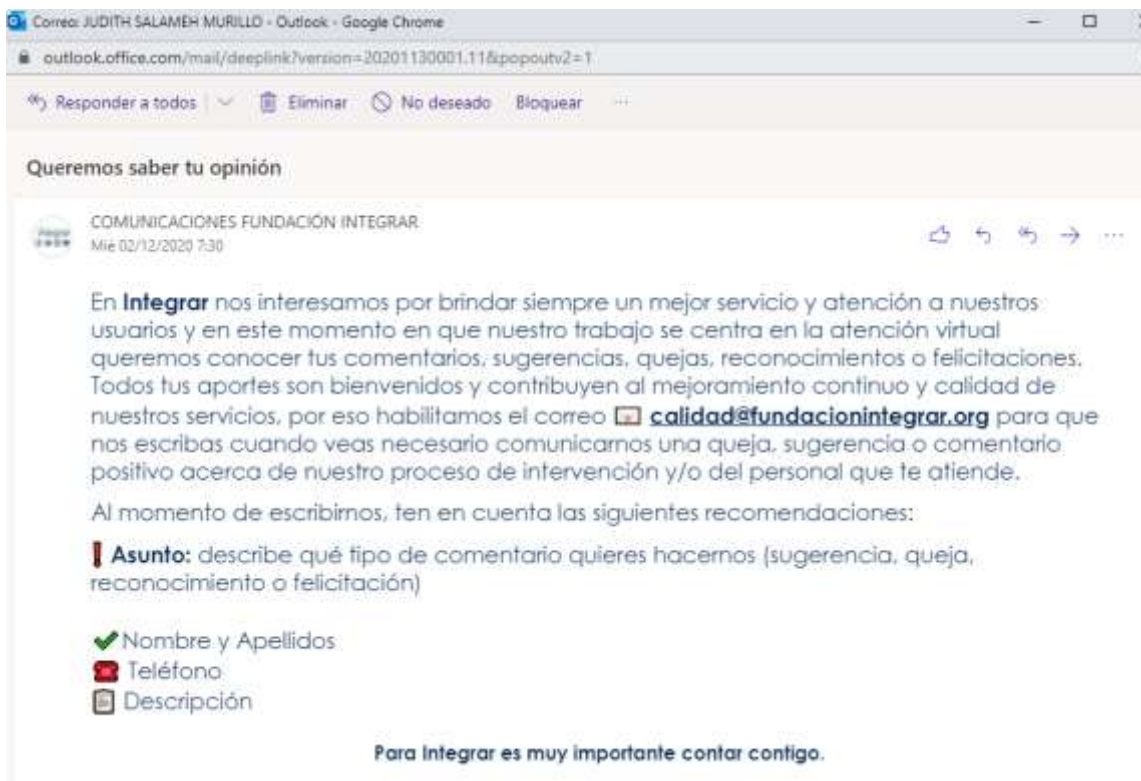 Correo: JUDITH SALAMEH MURILLO - Outlook - Google Chrome
outlook.office.com/mail/deeplink?version=20201130001.11&popoutv2=1
Responder a todos Eliminar No deseado Bloquear ...
Queremos saber tu opinión
COMUNICACIONES FUNDACIÓN INTEGRAR
Mié 02/12/2020 7:30
En Integrar nos interesamos por brindar siempre un mejor servicio y atención a nuestros
usuarios y en este momento en que nuestro trabajo se centra en la atención virtual
queremos conocer tus comentarios, sugerencias, quejas, reconocimientos o felicitaciones.
Todos tus aportes son bienvenidos y contribuyen al mejoramiento continuo y calidad de
nuestros servicios, por eso habilitamos el correo calidad@fundacionintegrar.org para que
nos escribas cuando veas necesario comunicarnos una queja, sugerencia o comentario
positivo acerca de nuestro proceso de intervención y/o del personal que te atiende.
Al momento de escribirnos, ten en cuenta las siguientes recomendaciones:
Asunto: describe qué tipo de comentario quieres hacernos (sugerencia, queja,
reconocimiento o felicitación)
Nombre y Apellidos
Teléfono
Descripción
Para Integrar es muy importante contar contigo.